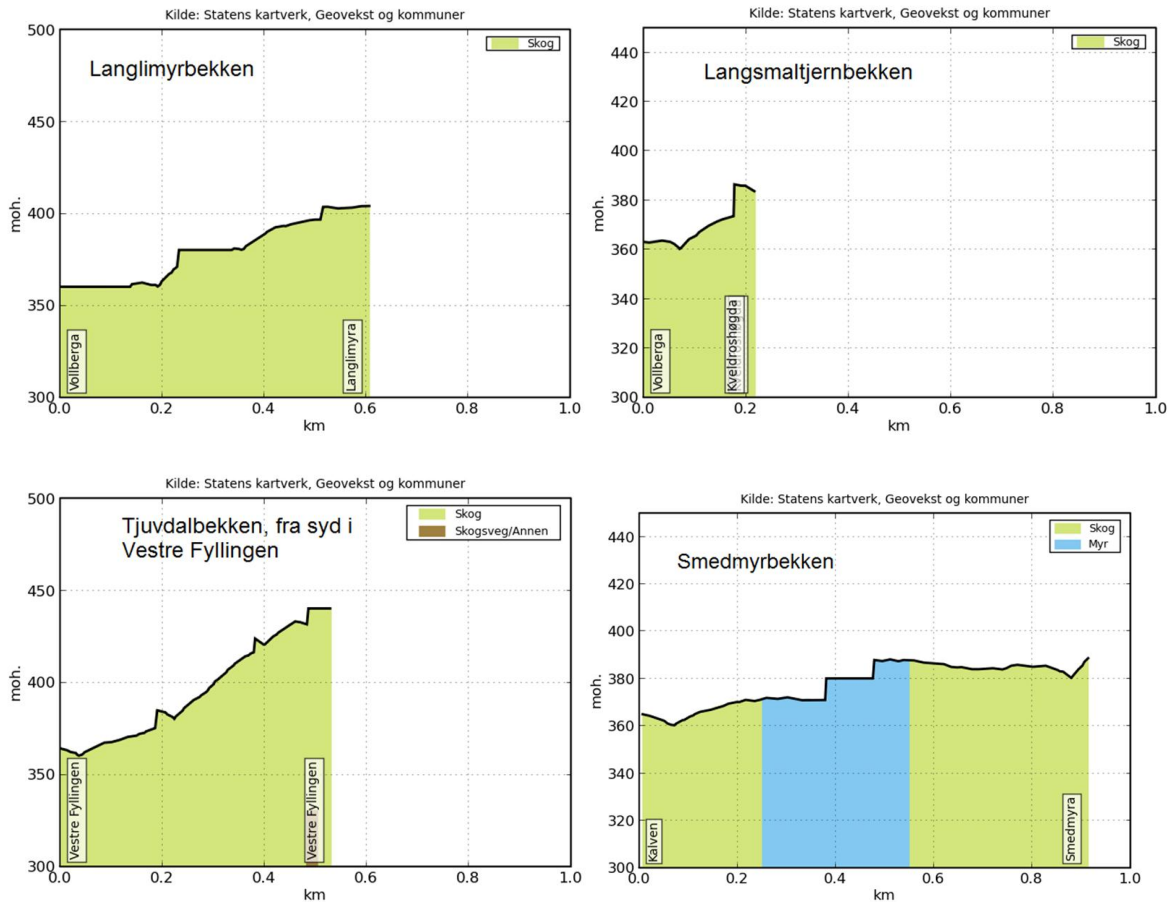 Kilde: Statens kartverk, Geovekst og kommuner
500
450
400
350
300
moh.
Langlimyrbekken
Skog
Vollberga
Langlimyra
0.0 0.2 0.4 0.6 0.8 1.0
km
Kilde: Statens kartverk, Geovekst og kommuner
440
420
400
380
360
340
320
300
moh.
Langsmaltjernbekken
Skog
Vollberga
Kveldroshøgda
0.0 0.2 0.4 0.6 0.8 1.0
km
Kilde: Statens kartverk, Geovekst og kommuner
500
450
400
350
300
moh.
Tjuvdalbekken, fra syd i
Vestre Fyllingen
Skog
Skogsveg/Annen
Vestre Fyllingen
Vestre Fyllingen
0.0 0.2 0.4 0.6 0.8 1.0
km
Kilde: Statens kartverk, Geovekst og kommuner
440
420
400
380
360
340
320
300
moh.
Smedmyrbekken
Skog
Myr
Kalven
Smedmyra
0.0 0.2 0.4 0.6 0.8 1.0
km